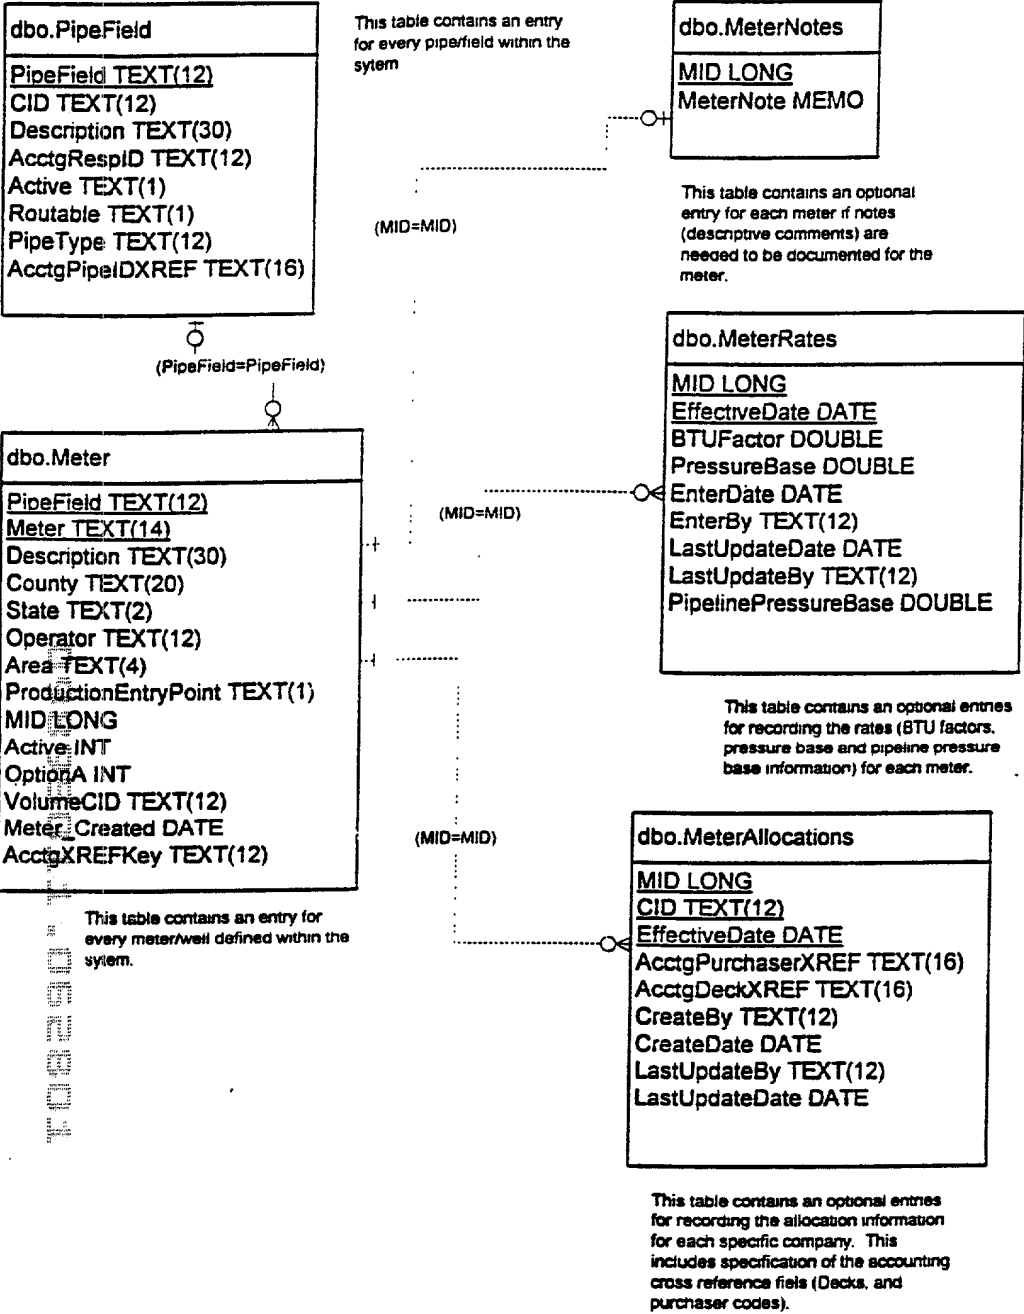 dbo.PipeField
PipeField TEXT(12)
CID TEXT(12)
Description TEXT(30)
AcctgRespID TEXT(12)
Active TEXT(1)
Routable TEXT(1)
PipeType TEXT(12)
AcctgPipeIDXREF TEXT(16)
This table contains an entry
for every pipe/field within the
sytem
(PipeField=PipeField)
dbo.Meter
PipeField TEXT(12)
Meter TEXT(14)
Description TEXT(30)
County TEXT(20)
State TEXT(2)
Operator TEXT(12)
Area TEXT(4)
ProductionEntryPoint TEXT(1)
MID LONG
Active INT
OptionA INT
VolumeCID TEXT(12)
Meter_Created DATE
AcctgXREFKey TEXT(12)
This table contains an entry for
every meter/well defined within the
sytem.
(MID=MID)
dbo.MeterNotes
MID LONG
MeterNote MEMO
This table contains an optional
entry for each meter if notes
(descriptive comments) are
needed to be documented for the
meter.
(MID=MID)
dbo.MeterRates
MID LONG
EffectiveDate DATE
BTUFactor DOUBLE
PressureBase DOUBLE
EnterDate DATE
EnterBy TEXT(12)
LastUpdateDate DATE
LastUpdateBy TEXT(12)
PipelinePressureBase DOUBLE
This table contains an optional entries
for recording the rates (BTU factors,
pressure base and pipeline pressure
base information) for each meter.
(MID=MID)
dbo.MeterAllocations
MID LONG
CID TEXT(12)
EffectiveDate DATE
AcctgPurchaserXREF TEXT(16)
AcctgDeckXREF TEXT(16)
CreateBy TEXT(12)
CreateDate DATE
LastUpdateBy TEXT(12)
LastUpdateDate DATE
This table contains an optional entries
for recording the allocation information
for each specific company. This
includes specification of the accounting
cross reference fiels (Decks, and
purchaser codes).